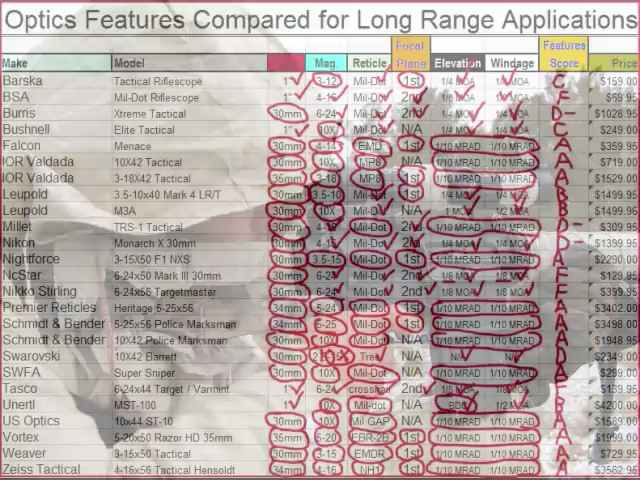 Optics Features Compared for Long Range Applications
Make Model Mag. Reticle Focal Plane Elevation Windage Features Score Price
Barska Tactical Riflescope 1" 3-12 Mil-Dot 1st 1/4 MOA 1/4 MOA C $159.00
BSA Mil-Dot Riflescope 1" 4-16 Mil-Dot 2nd 1/8 MOA 1/8 MOA F $69.95
Burris Xtreme Tactical 30mm 6-24 Mil-Dot 2nd 1/4 MOA 1/4 MOA D- $1028.95
Bushnell Elite Tactical 1" 10X Mil-Dot N/A 1/4 MOA 1/4 MOA C $249.00
Falcon Menace 30mm 4-14 EMD 1st 1/10 MRAD 1/10 MRAD A $359.95
IOR Valdada 10X42 Tactical 30mm 10X MP8 N/A 1/10 MRAD 1/10 MRAD A $719.00
IOR Valdada 3-18X42 Tactical 35mm 3-18 MP8 1st 1/10 MRAD 1/10 MRAD A $1529.00
Leupold 3.5-10x40 Mark 4 LR/T 30mm 3.5-10 Mil-Dot 1st 1/4 MOA 1/4 MOA B $1499.95
Leupold M3A 30mm 10X Mil-Dot N/A 1 MOA 1/2 MOA B $1499.95
Millet TRS-1 Tactical 30mm 4-16 Mil-Dot 2nd 1/10 MRAD 1/10 MRAD $309.95
Nikon Monarch X 30mm 30mm 4-16 Mil-Dot 2nd 1/4 MOA 1/4 MOA D $1399.95
Nightforce 3-15X50 F1 NXS 30mm 3.5-15 Mil-Dot 1st 1/10 MRAD 1/10 MRAD A $2290.00
NcStar 6-24x50 Mark III 30mm 30mm 6-24 Mil-Dot 2nd 1/8 MOA 1/8 MOA F $129.95
Nikko Stirling 6-24x56 Targetmaster 30mm 6-24 Mil-Dot 2nd 1/8 MOA 1/8 MOA F $399.95
Premier Reticles Heritage 5-25x56 34mm 5-24 Mil-Dot 1st 1/10 MRAD 1/10 MRAD A $3402.00
Schmidt & Bender 5-25x56 Police Marksman 34mm 5-25 Mil-Dot 1st 1/10 MRAD 1/10 MRAD A $3498.00
Schmidt & Bender 10X42 Police Marksman 30mm 10X Mil-Dot N/A 1/10 MRAD 1/10 MRAD A $1948.95
Swarovski 10X42 Barrett 30mm N/A N/A N/A D $2349.00
SWFA Super Sniper 30mm 10X Mil-Dot N/A 1/10 MRAD 1/10 MRAD A $299.00
Tasco 6-24x44 Target / Varmint 1" 6-24 crosshair 2nd 1/8 MOA 1/8 MOA F $139.95
Unertl MST-100 1" 10X Mil-dot N/A BDC 1/2 MOA B $4200.00
US Optics 10x44 ST-10 30mm 10X Mil GAP N/A 1/10 MRAD 1/10 MRAD A $1589.00
Vortex 5-20x50 Razor HD 35mm 35mm 5-20 EBR-2B 1st 1/10 MRAD 1/10 MRAD A $1999.00
Weaver 3-15x50 Tactical 30mm 3-15 EMDR 1st 1/10 MRAD 1/10 MRAD A $729.95
Zeiss Tactical 4-16x56 Tactical Hensoldt 34mm 4-16 NH1 1st 1/10 MRAD 1/10 MRAD A $3562.95